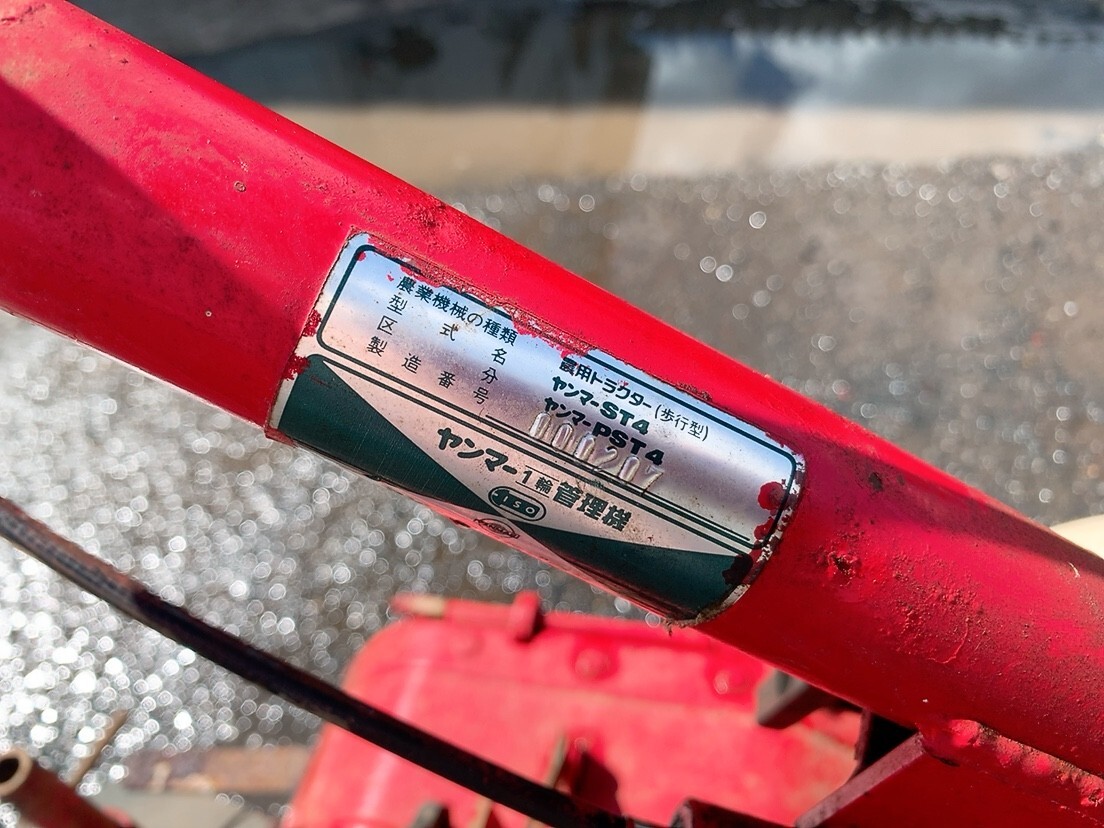 農業機械の種類 農用トラクター(歩行型)
型式名 ヤンマーST4
区分 ヤンマーPST4
製造番号 000207
ヤンマー1輪管理機